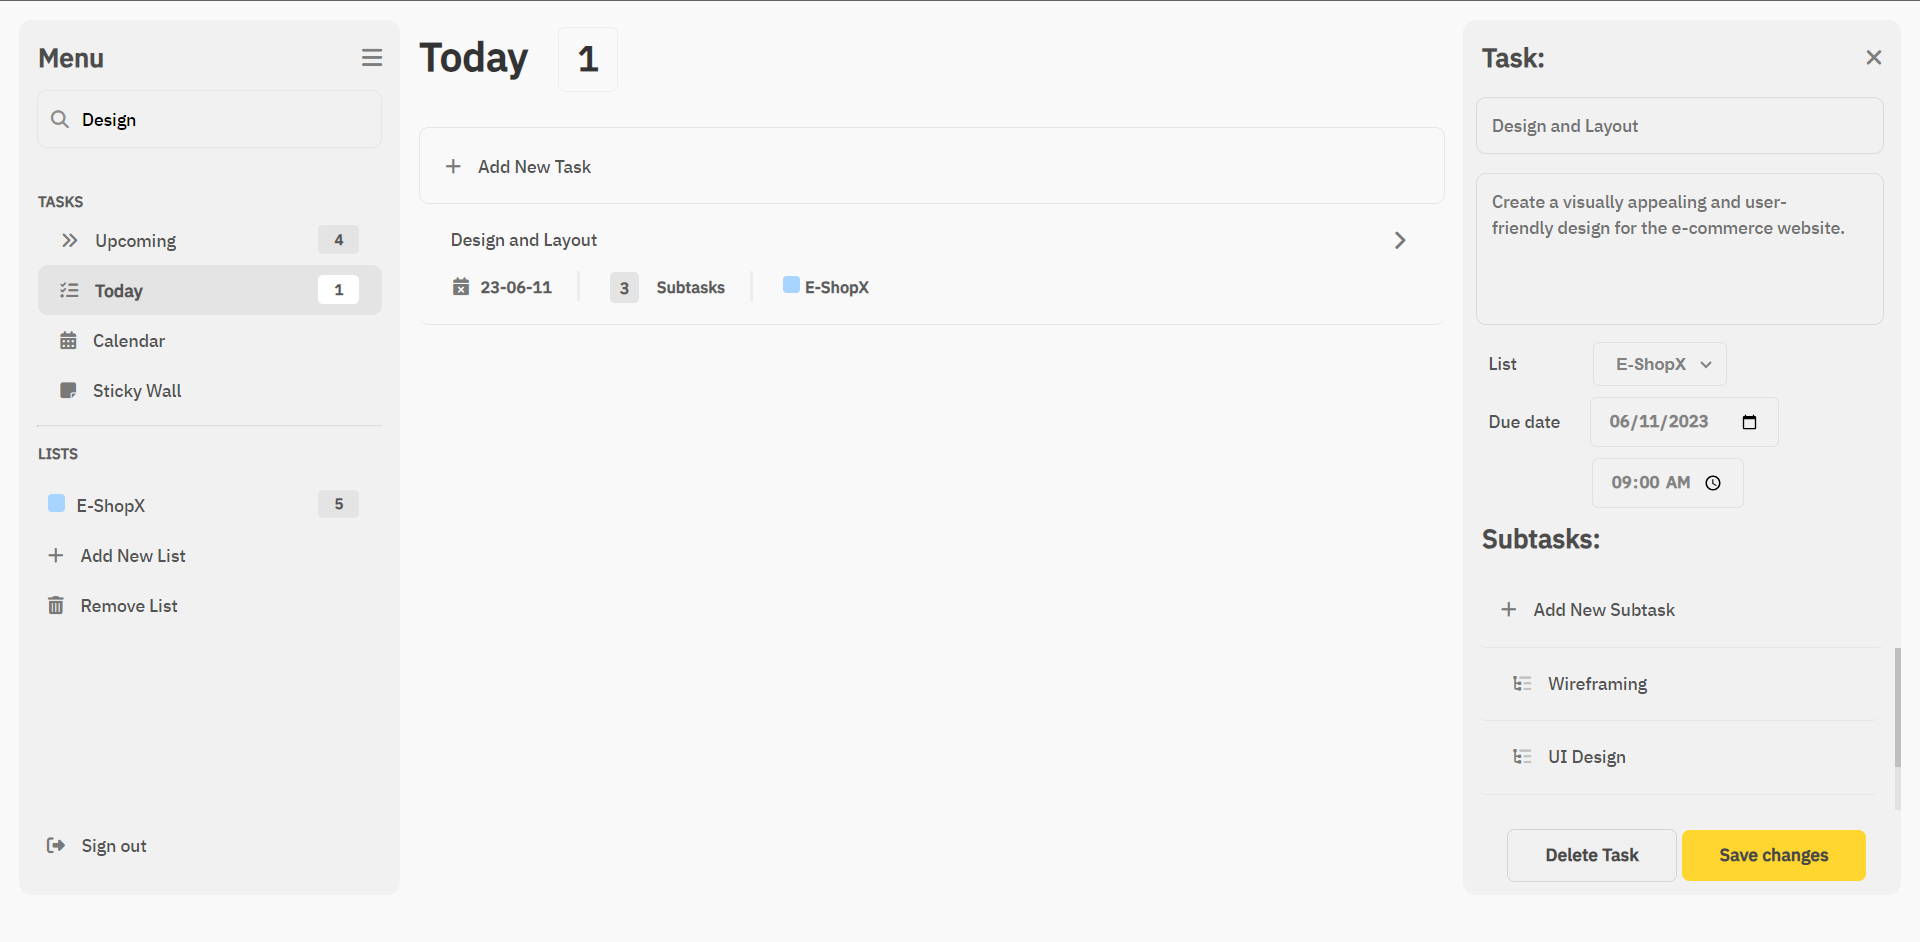 Menu
Design
TASKS
Upcoming 4
Today 1
Calendar
Sticky Wall
LISTS
E-ShopX 5
Add New List
Remove List
Sign out
Today 1
Add New Task
Design and Layout
23-06-11 3 Subtasks E-ShopX
Task:
Design and Layout
Create a visually appealing and user-
friendly design for the e-commerce website.
List E-ShopX
Due date 06/11/2023
09:00 AM
Subtasks:
Add New Subtask
Wireframing
UI Design
Delete Task Save changes